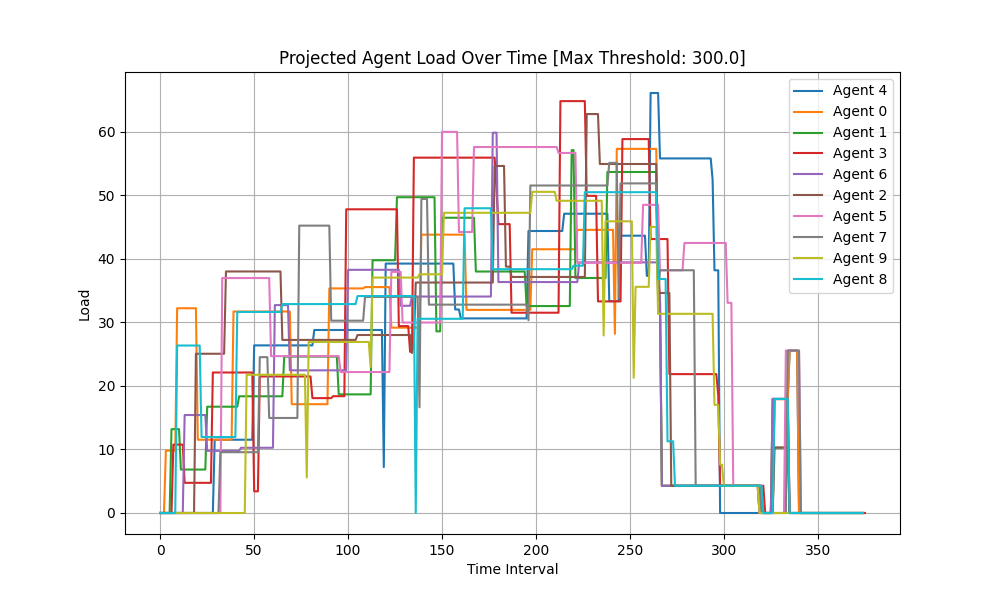 Projected Agent Load Over Time [Max Threshold: 300.0]
Agent 4
Agent 0
Agent 1
Agent 3
Agent 6
Agent 2
Agent 5
Agent 7
Agent 9
Agent 8
Load
60
50
40
30
20
10
0
0 50 100 150 200 250 300 350
Time Interval